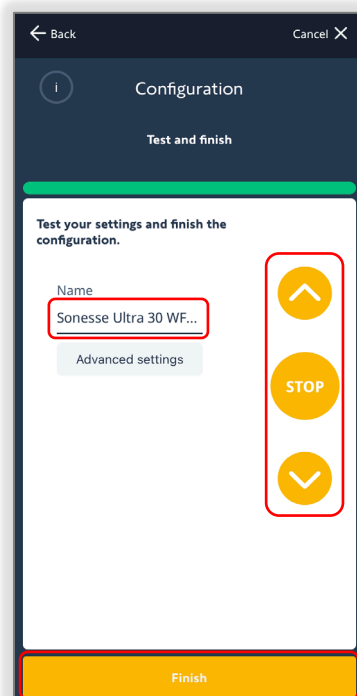 Back
Cancel
i
Configuration
Test and finish
Test your settings and finish the
configuration.
Name
Sonesse Ultra 30 WF...
Advanced settings
STOP
Finish